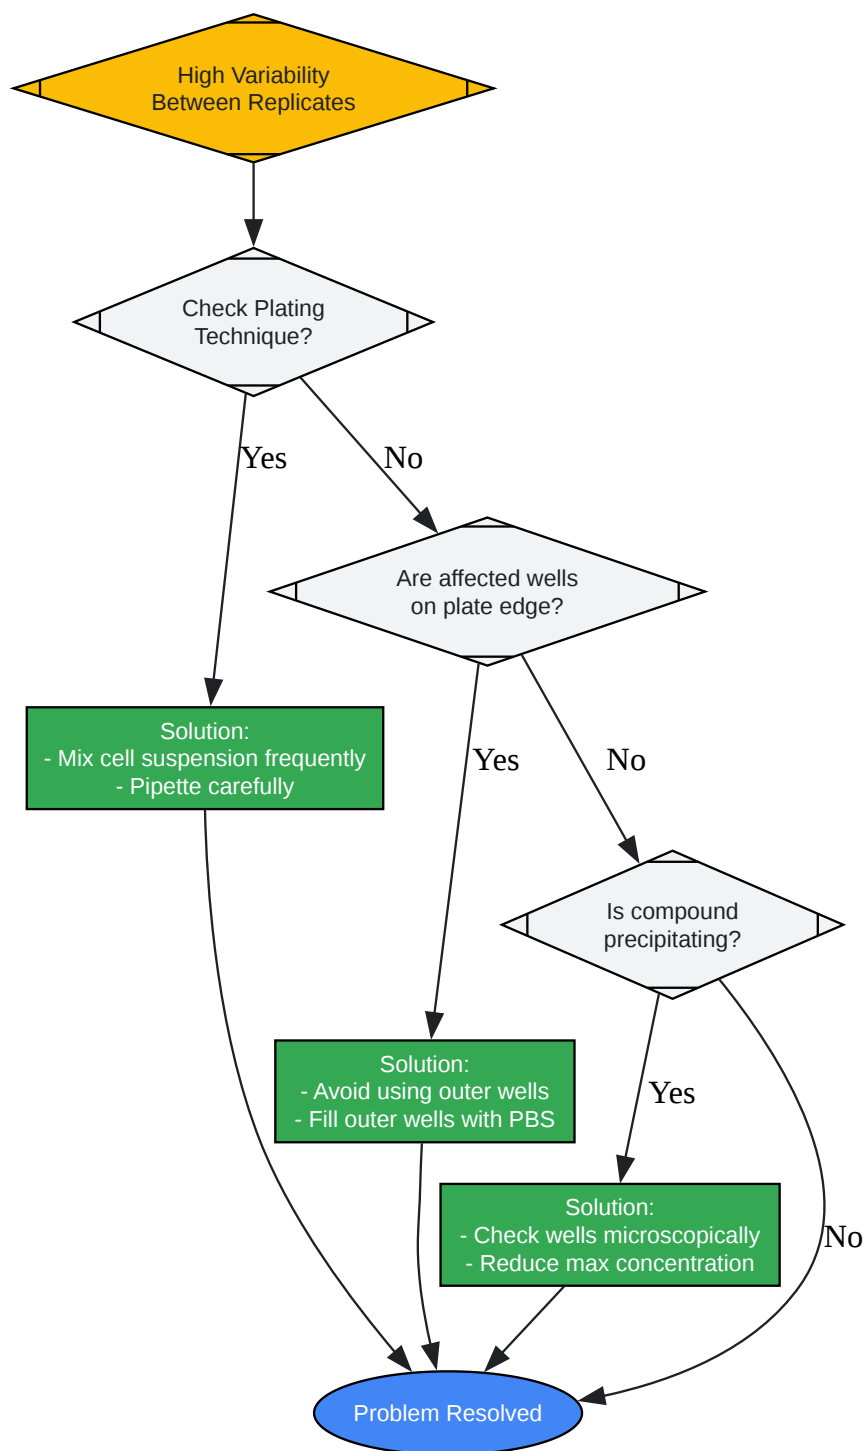 High Variability
Between Replicates
Check Plating
Technique?
Yes
No
Are affected wells
on plate edge?
Solution:
- Mix cell suspension frequently
- Pipette carefully
Yes
No
Is compound
precipitating?
Solution:
- Avoid using outer wells
- Fill outer wells with PBS
Yes
Solution:
- Check wells microscopically
- Reduce max concentration
No
Problem Resolved